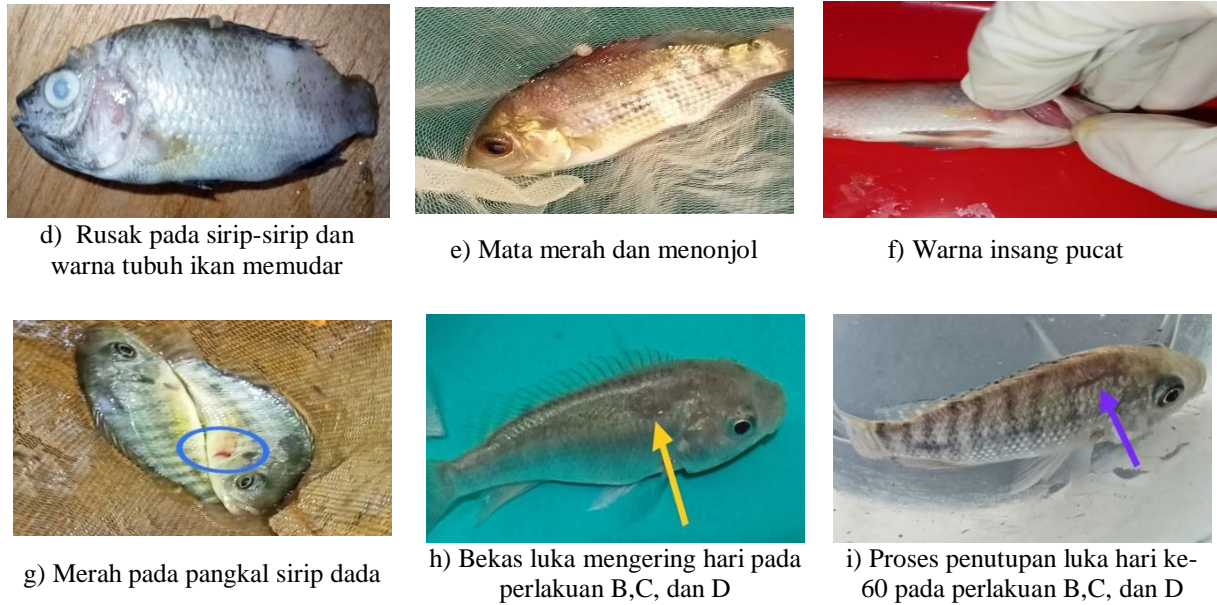 d) Rusak pada sirip-sirip dan
warna tubuh ikan memudar
e) Mata merah dan menonjol
f) Warna insang pucat
g) Merah pada pangkal sirip dada
h) Bekas luka mengering hari pada
perlakuan B,C, dan D
i) Proses penutupan luka hari ke-
60 pada perlakuan B,C, dan D